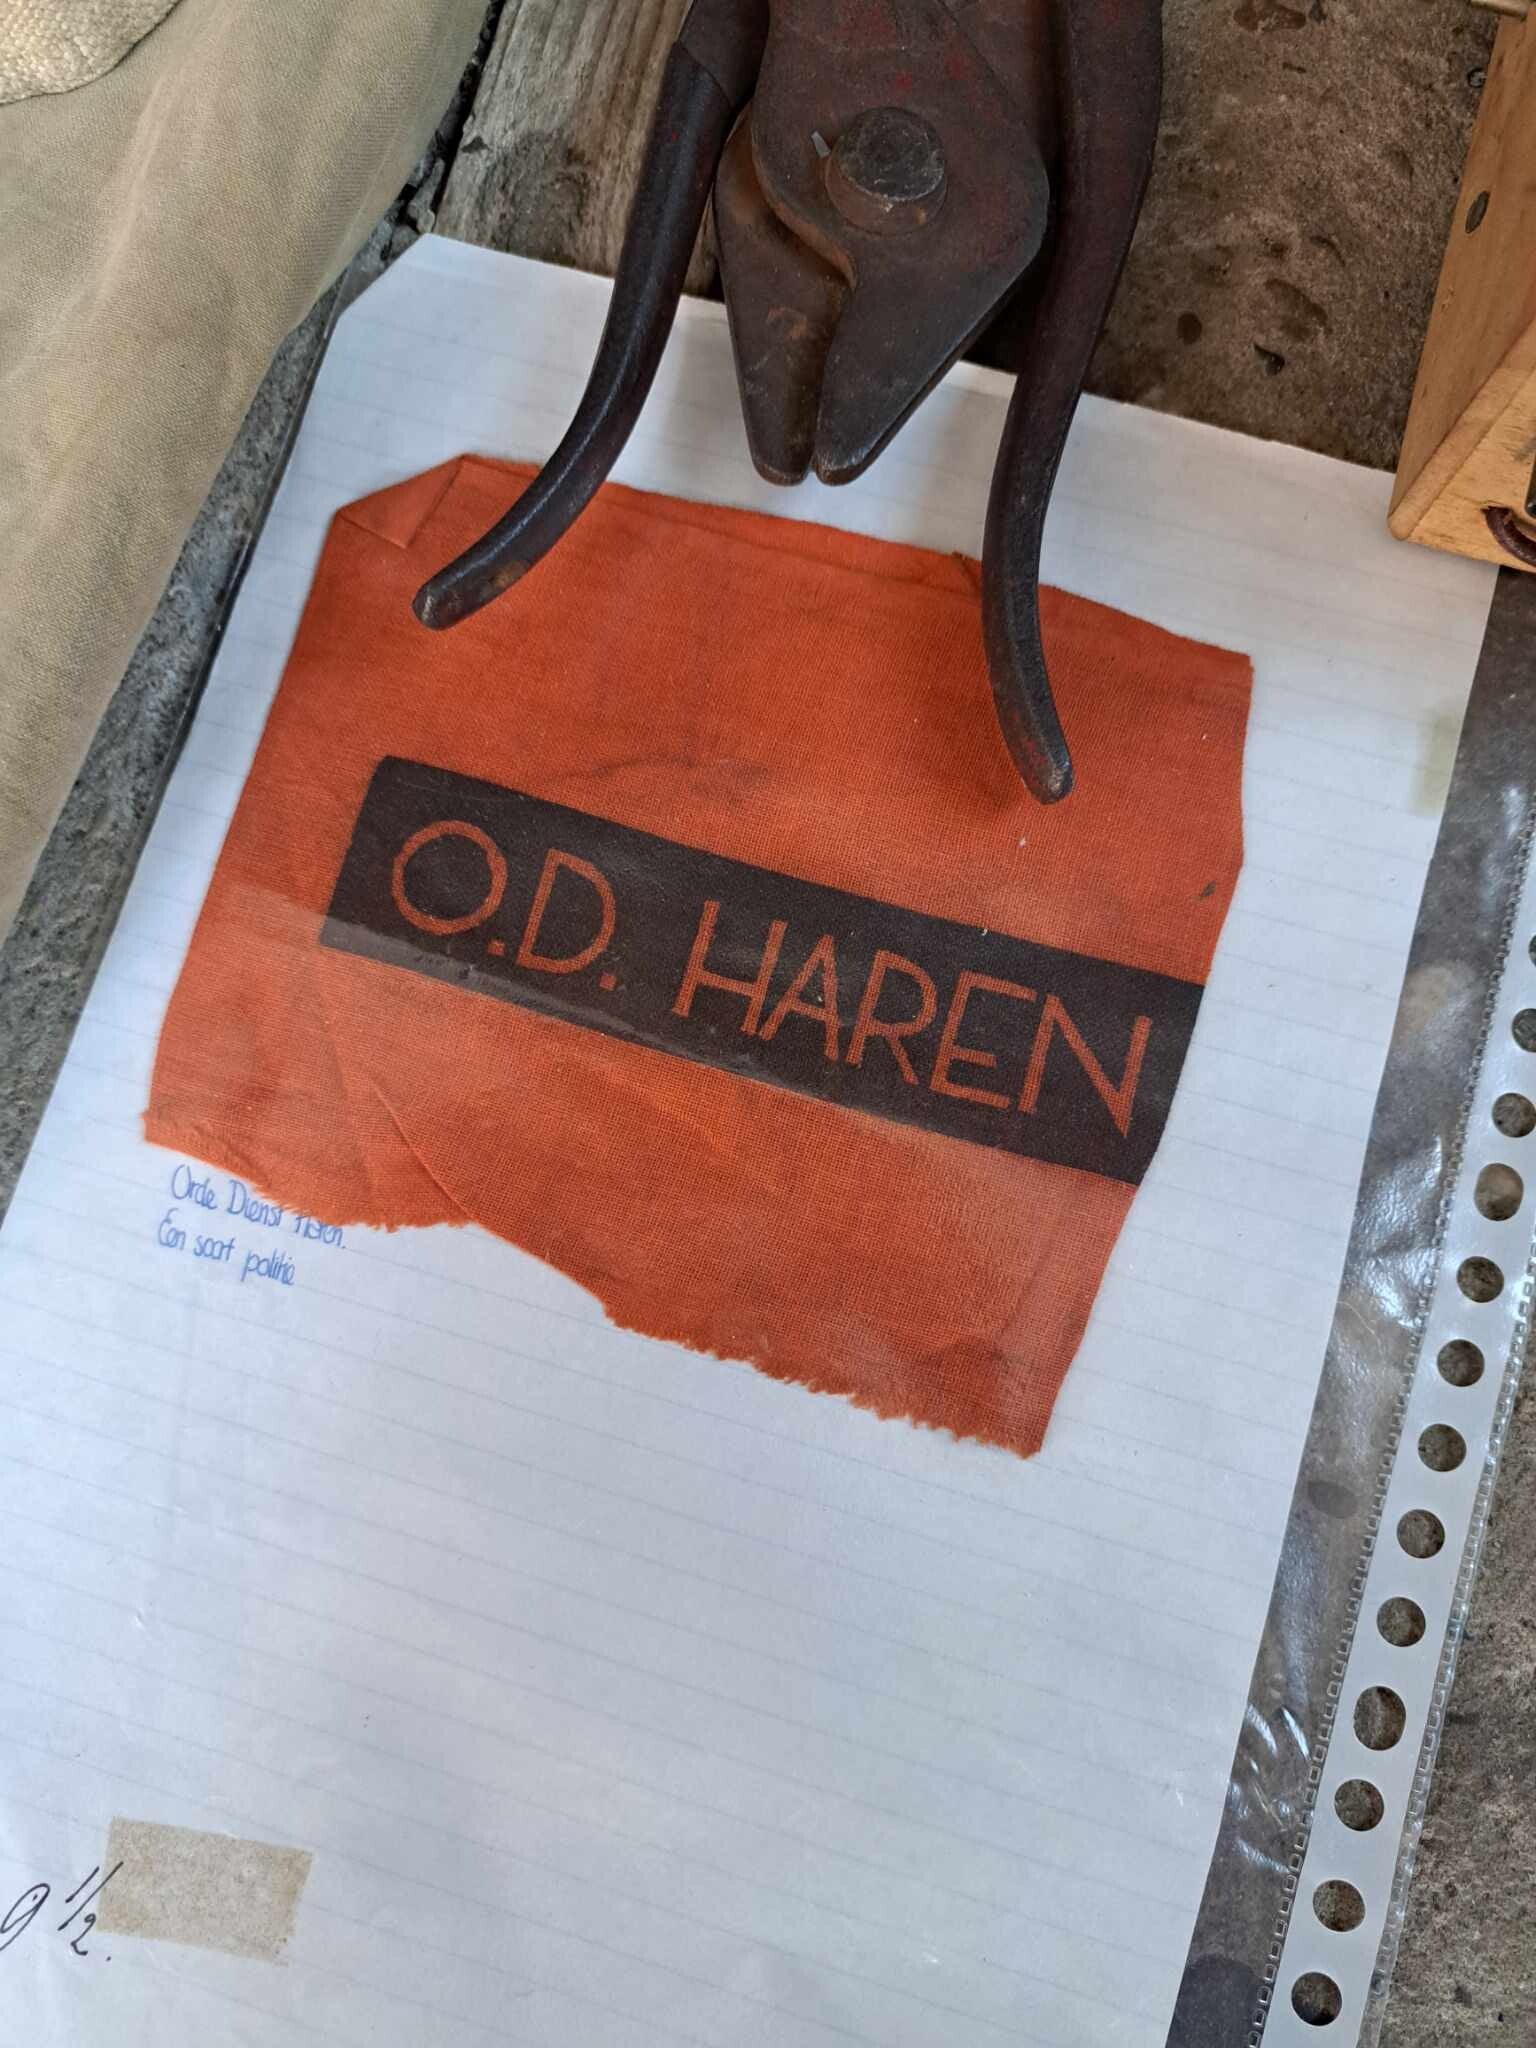 O.D. HAREN
Orde Dienst Haren.
Een soort politie
9 1/2.